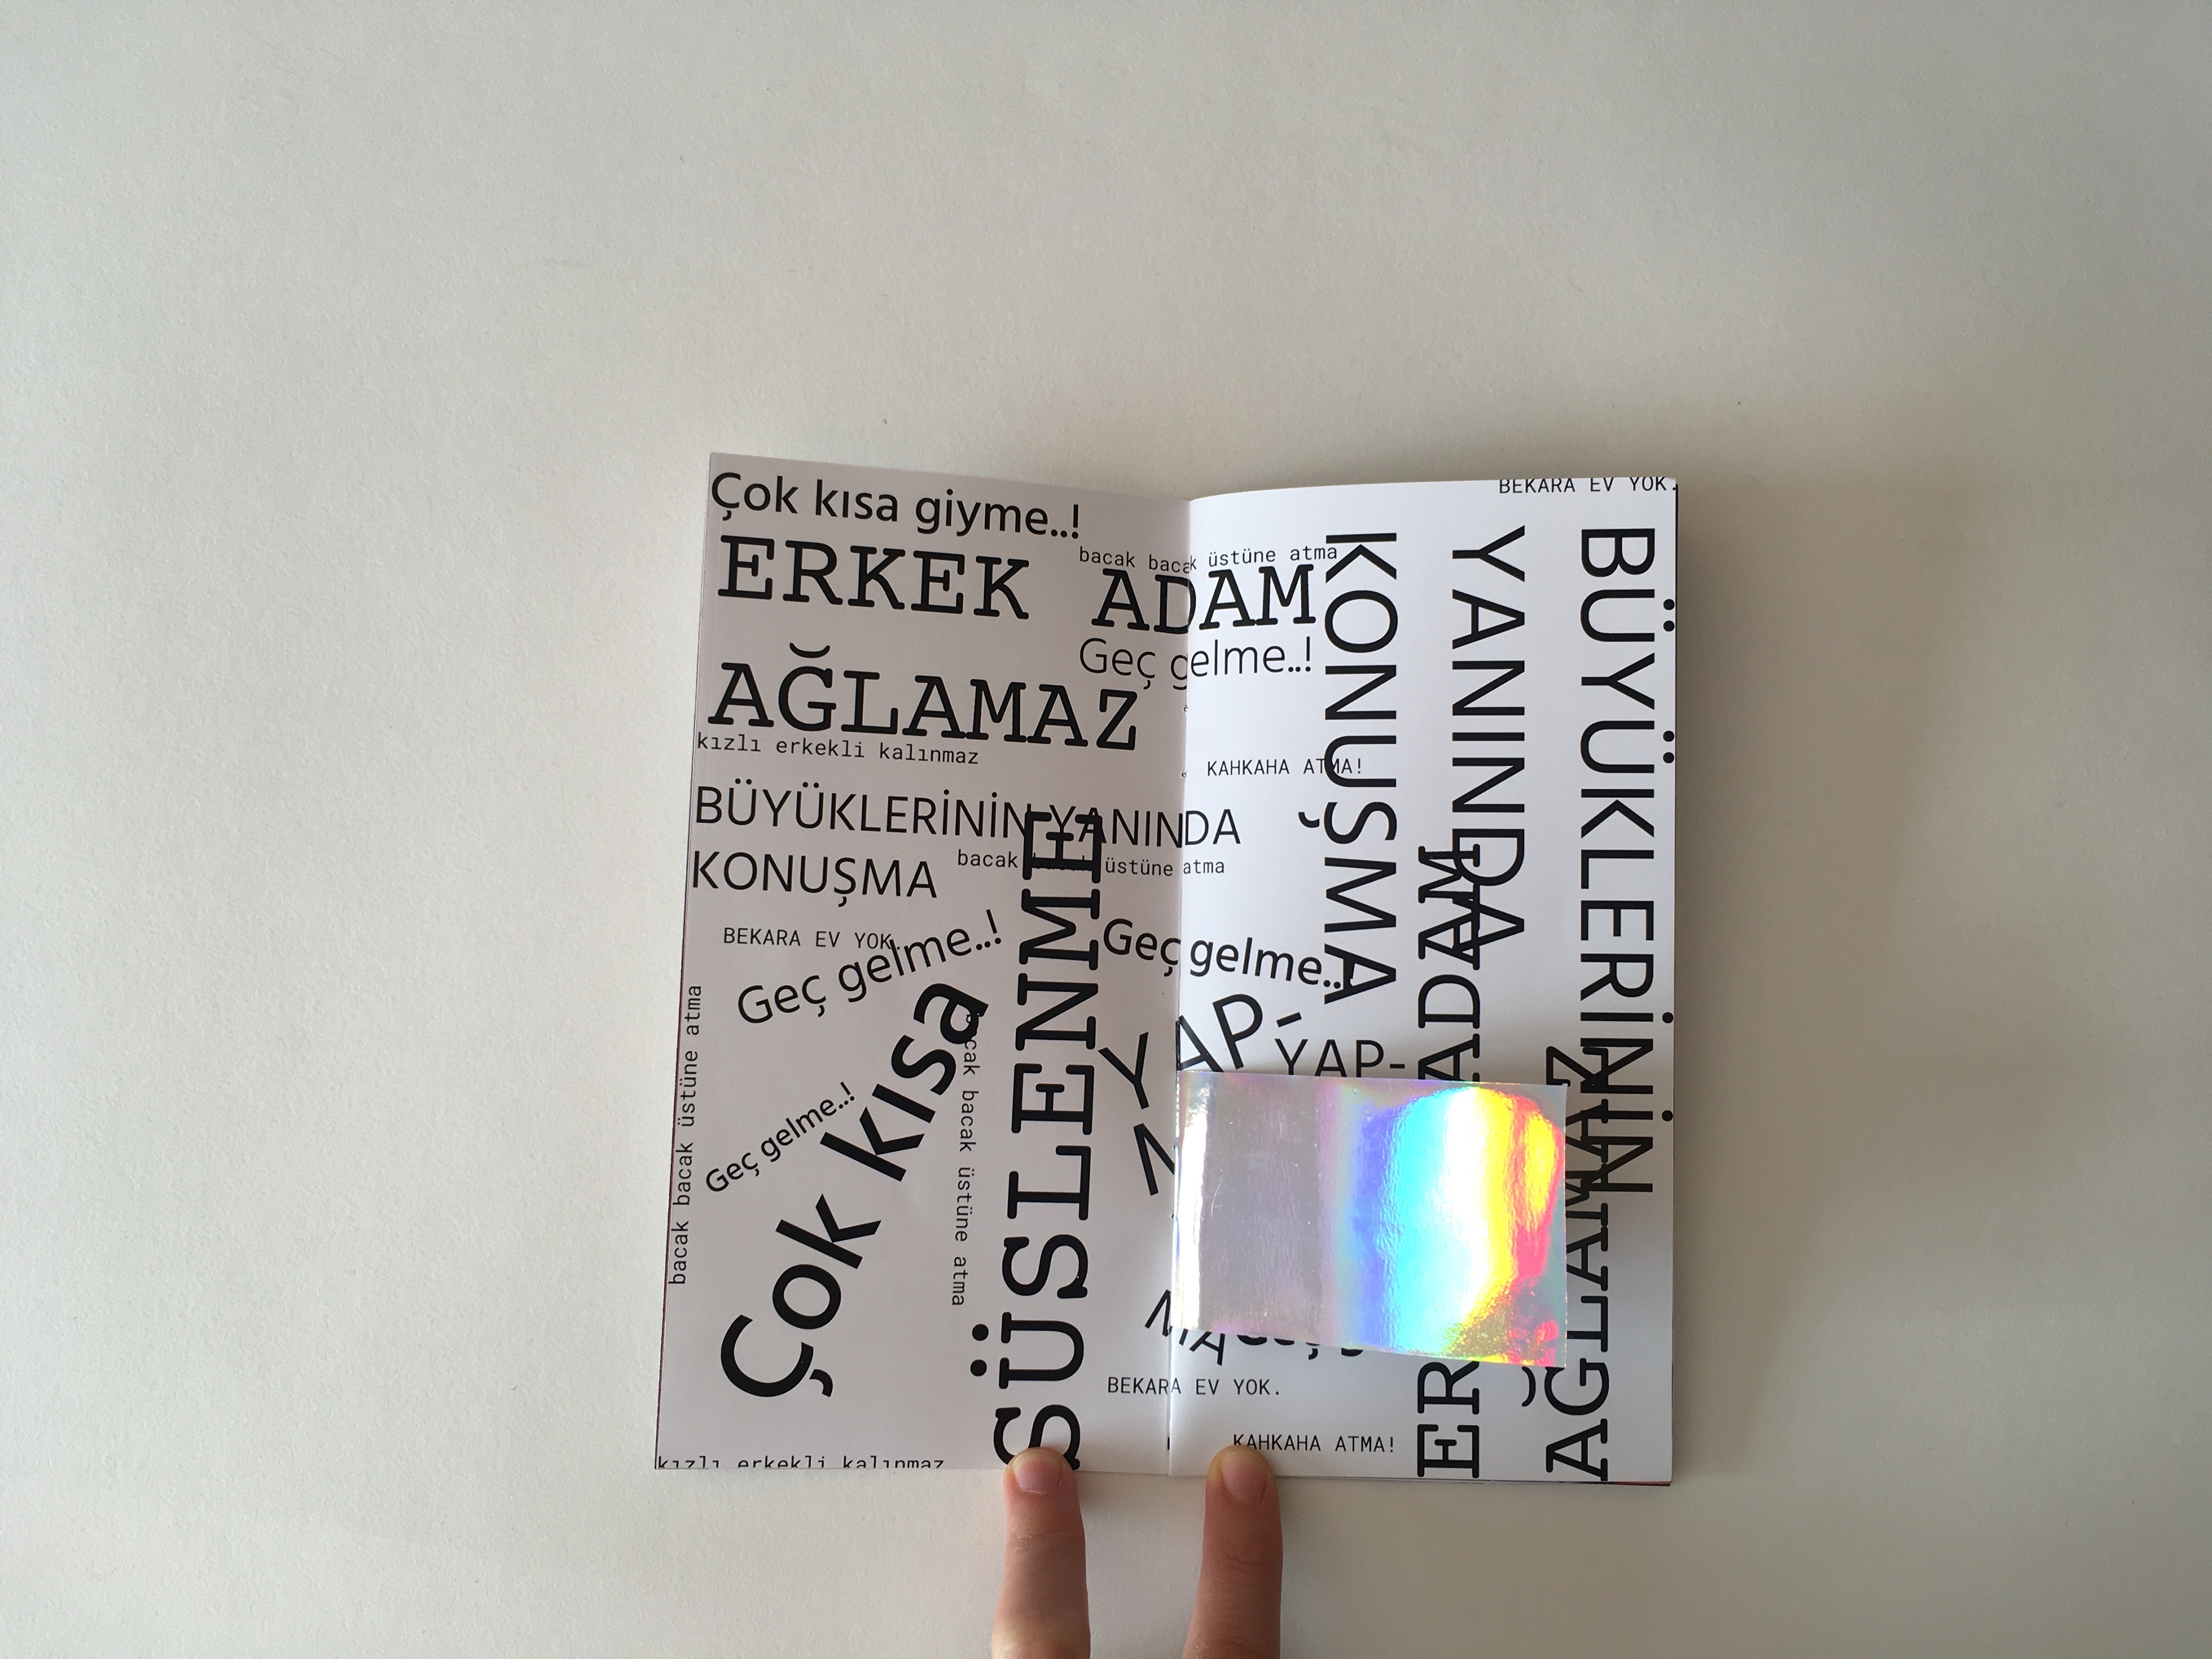 Çok kısa giyme..!
ERKEK ADAM
AĞLAMAZ
bacak bacak üstüne atma
Geç gelme..!
kızlı erkekli kalınmaz
BÜYÜKLERİNİN YANINDA
KONUŞMA
bacak üstüne atma
BEKARA EV YOK.
Geç gelme..!
Geç gelme..
bacak bacak üstüne atma
Geç gelme..!
Çok kısa
bacak bacak üstüne atma
SÜSLENME
kızlı erkekli kalınmaz
BEKARA EV YOK.
BÜYÜKLERİNİN
YANINDA
KONUŞMA
KAHKAHA ATMA!
YAP-
YAP-
MA
BEKARA EV YOK.
KAHKAHA ATMA!
ER ADAM
AĞLAMAZ